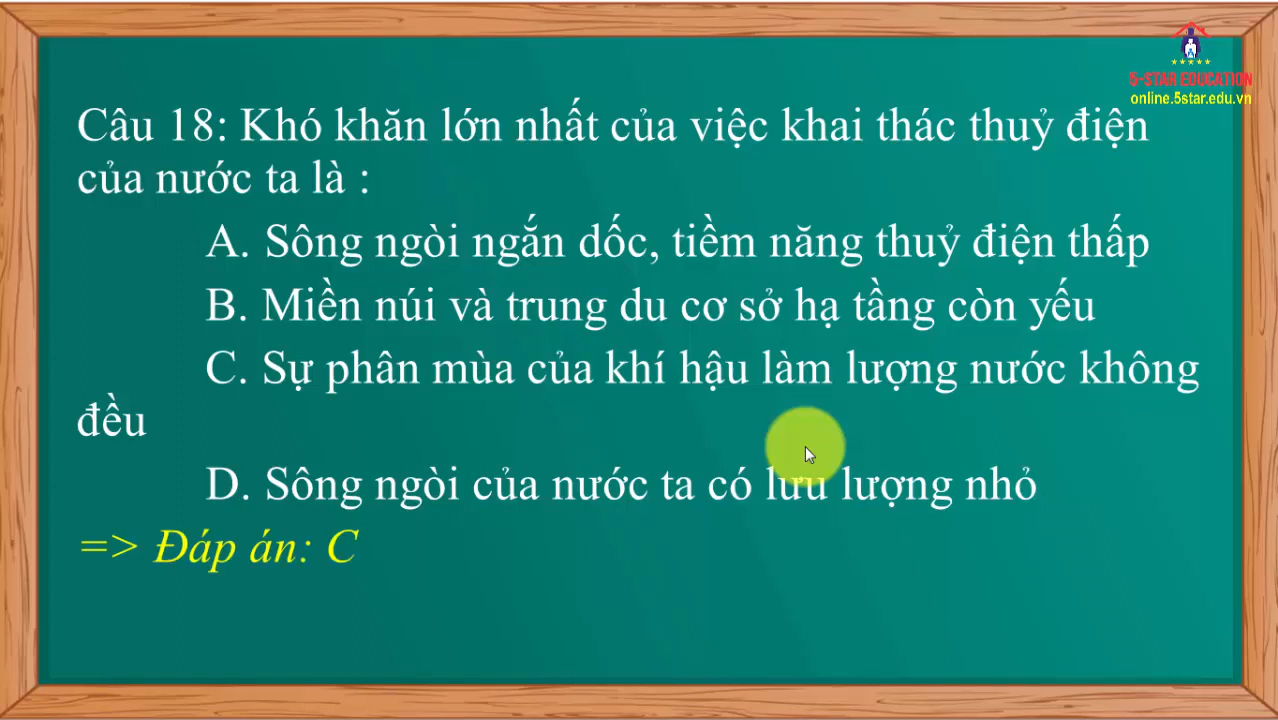 5-STAR EDUCATION
online.5star.edu.vn
Câu 18: Khó khăn lớn nhất của việc khai thác thuỷ điện
của nước ta là :
A. Sông ngòi ngắn dốc, tiềm năng thuỷ điện thấp
B. Miền núi và trung du cơ sở hạ tầng còn yếu
C. Sự phân mùa của khí hậu làm lượng nước không
đều
D. Sông ngòi của nước ta có lưu lượng nhỏ
=> Đáp án: C